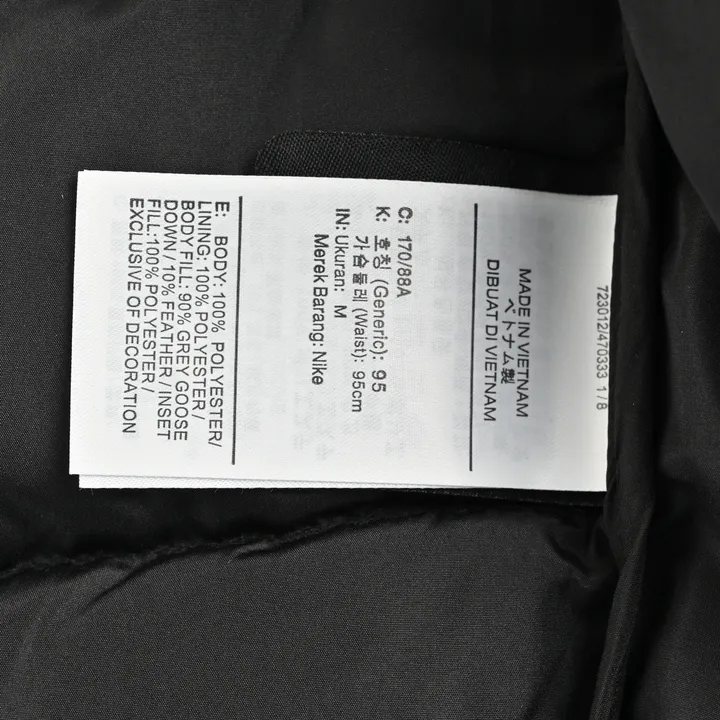 723012/470333 1/8
MADE IN VIETNAM
ベトナム製
DIBUAT DI VIETNAM
C: 170/88A
K: 호칭 (Generic): 95
가슴둘레 (Waist): 95cm
IN: Ukuran: M
Merek Barang: Nike
E: BODY: 100% POLYESTER/
LINING: 100% POLYESTER/
BODY FILL: 90% GREY GOOSE
DOWN / 10% FEATHER / INSET
FILL:100% POLYESTER /
EXCLUSIVE OF DECORATION